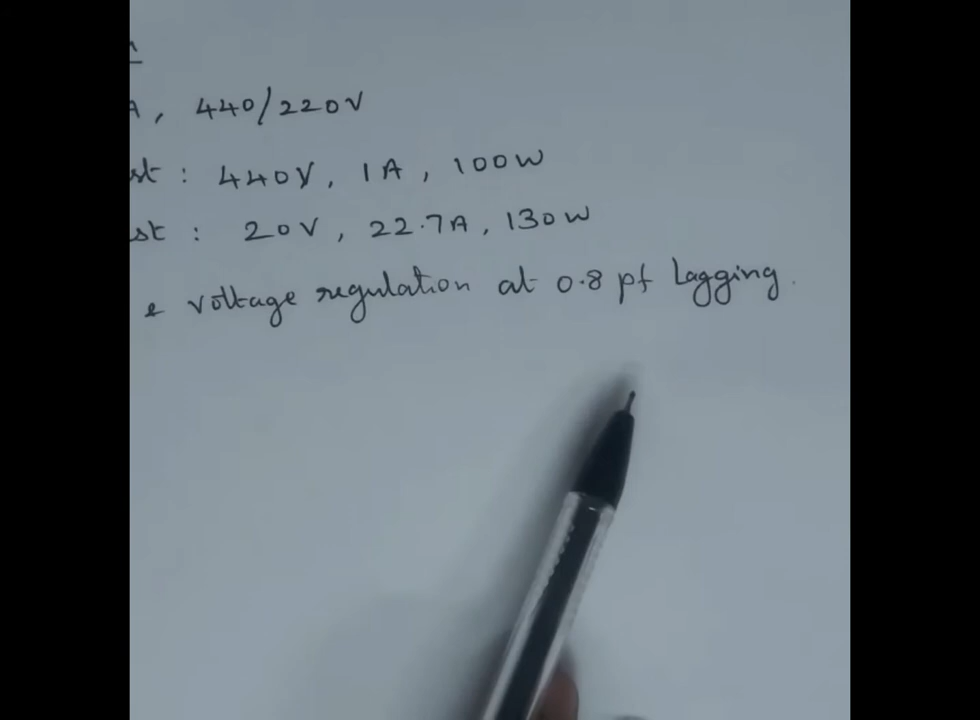 A, 440/220V
st : 440V, 1A, 100W
st : 20V, 22.7A, 130W
e voltage regulation at 0.8 pf Lagging.